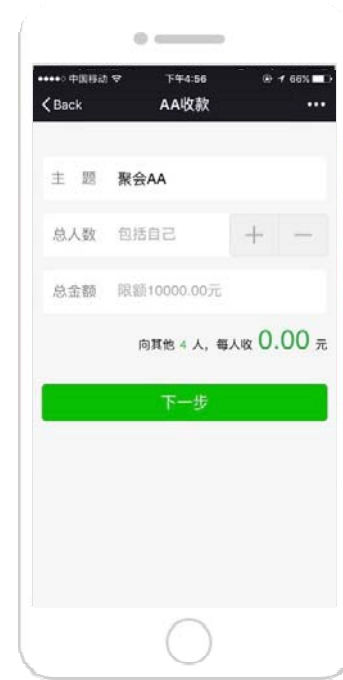 中国移动 下午4:56 66%
Back AA收款
主 题 聚会AA
总人数 包括自己 + −
总金额 限额10000.00元
向其他 4 人，每人收 0.00 元
下一步